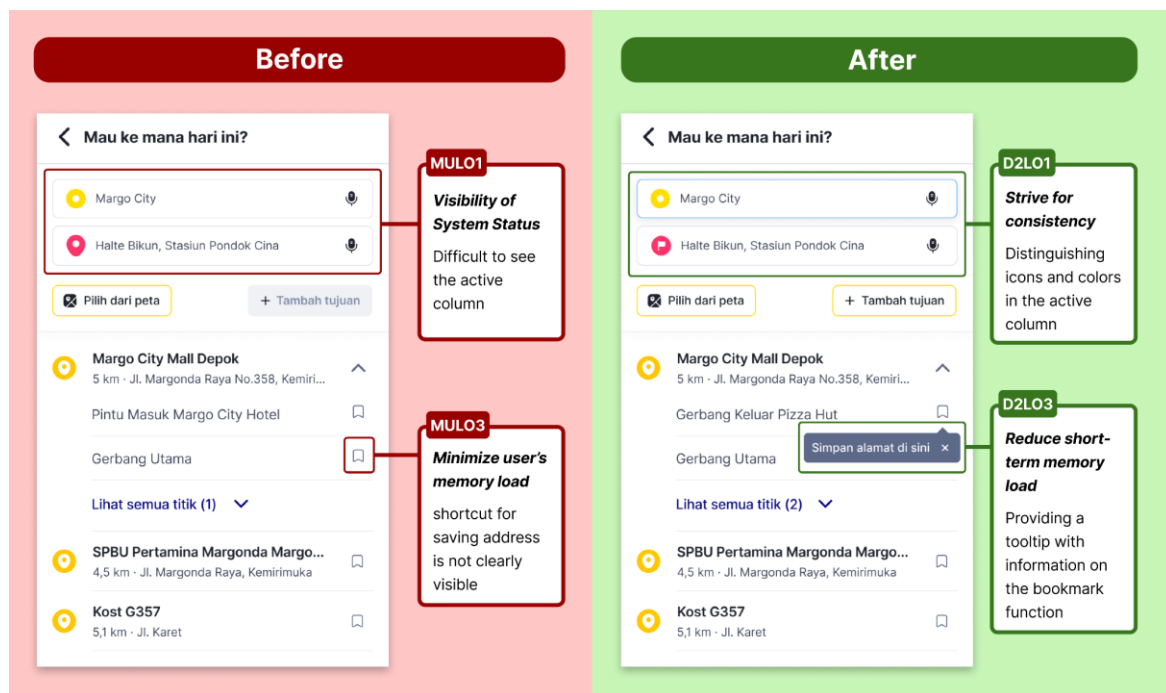 Before
Mau ke mana hari ini?
Margo City
Halte Bikun, Stasiun Pondok Cina
Pilih dari peta
+ Tambah tujuan
Margo City Mall Depok
5 km · Jl. Margonda Raya No.358, Kemiri...
Pintu Masuk Margo City Hotel
Gerbang Utama
Lihat semua titik (1)
SPBU Pertamina Margonda Margo...
4,5 km · Jl. Margonda Raya, Kemirimuka
Kost G357
5,1 km · Jl. Karet
MULO1
Visibility of
System Status
Difficult to see
the active
column
MULO3
Minimize user's
memory load
shortcut for
saving address
is not clearly
visible
After
Mau ke mana hari ini?
Margo City
Halte Bikun, Stasiun Pondok Cina
Pilih dari peta
+ Tambah tujuan
Margo City Mall Depok
5 km · Jl. Margonda Raya No.358, Kemiri...
Gerbang Keluar Pizza Hut
Simpan alamat di sini ×
Gerbang Utama
Lihat semua titik (2)
SPBU Pertamina Margonda Margo...
4,5 km · Jl. Margonda Raya, Kemirimuka
Kost G357
5,1 km · Jl. Karet
D2LO1
Strive for
consistency
Distinguishing
icons and colors
in the active
column
D2LO3
Reduce short-
term memory
load
Providing a
tooltip with
information on
the bookmark
function